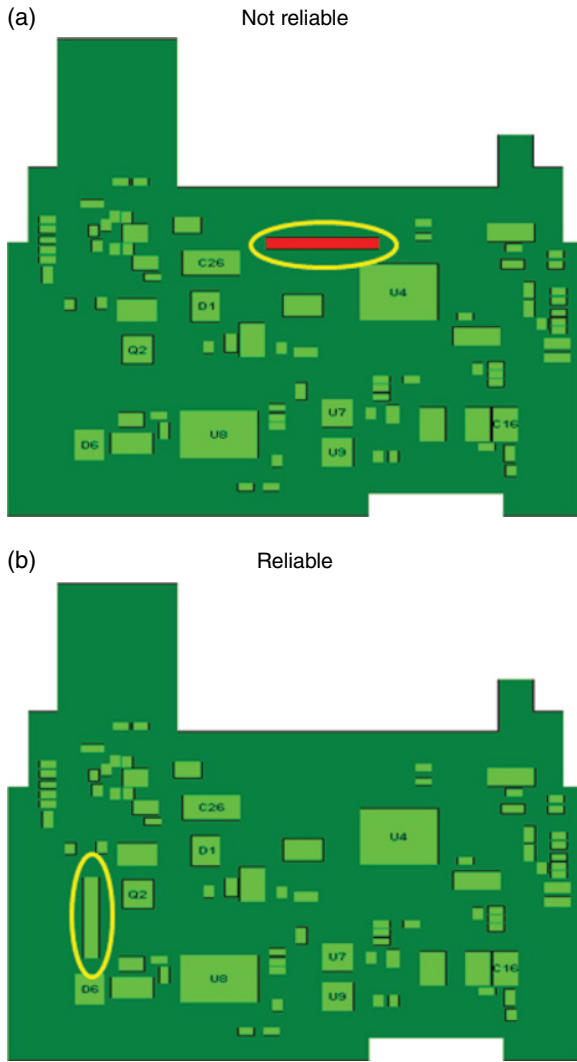 (a)
Not reliable
C26
D1
U4
Q2
U7
U8
C16
D6
U9
(b)
Reliable
C26
D1
U4
Q2
U7
U8
C16
D6
U9